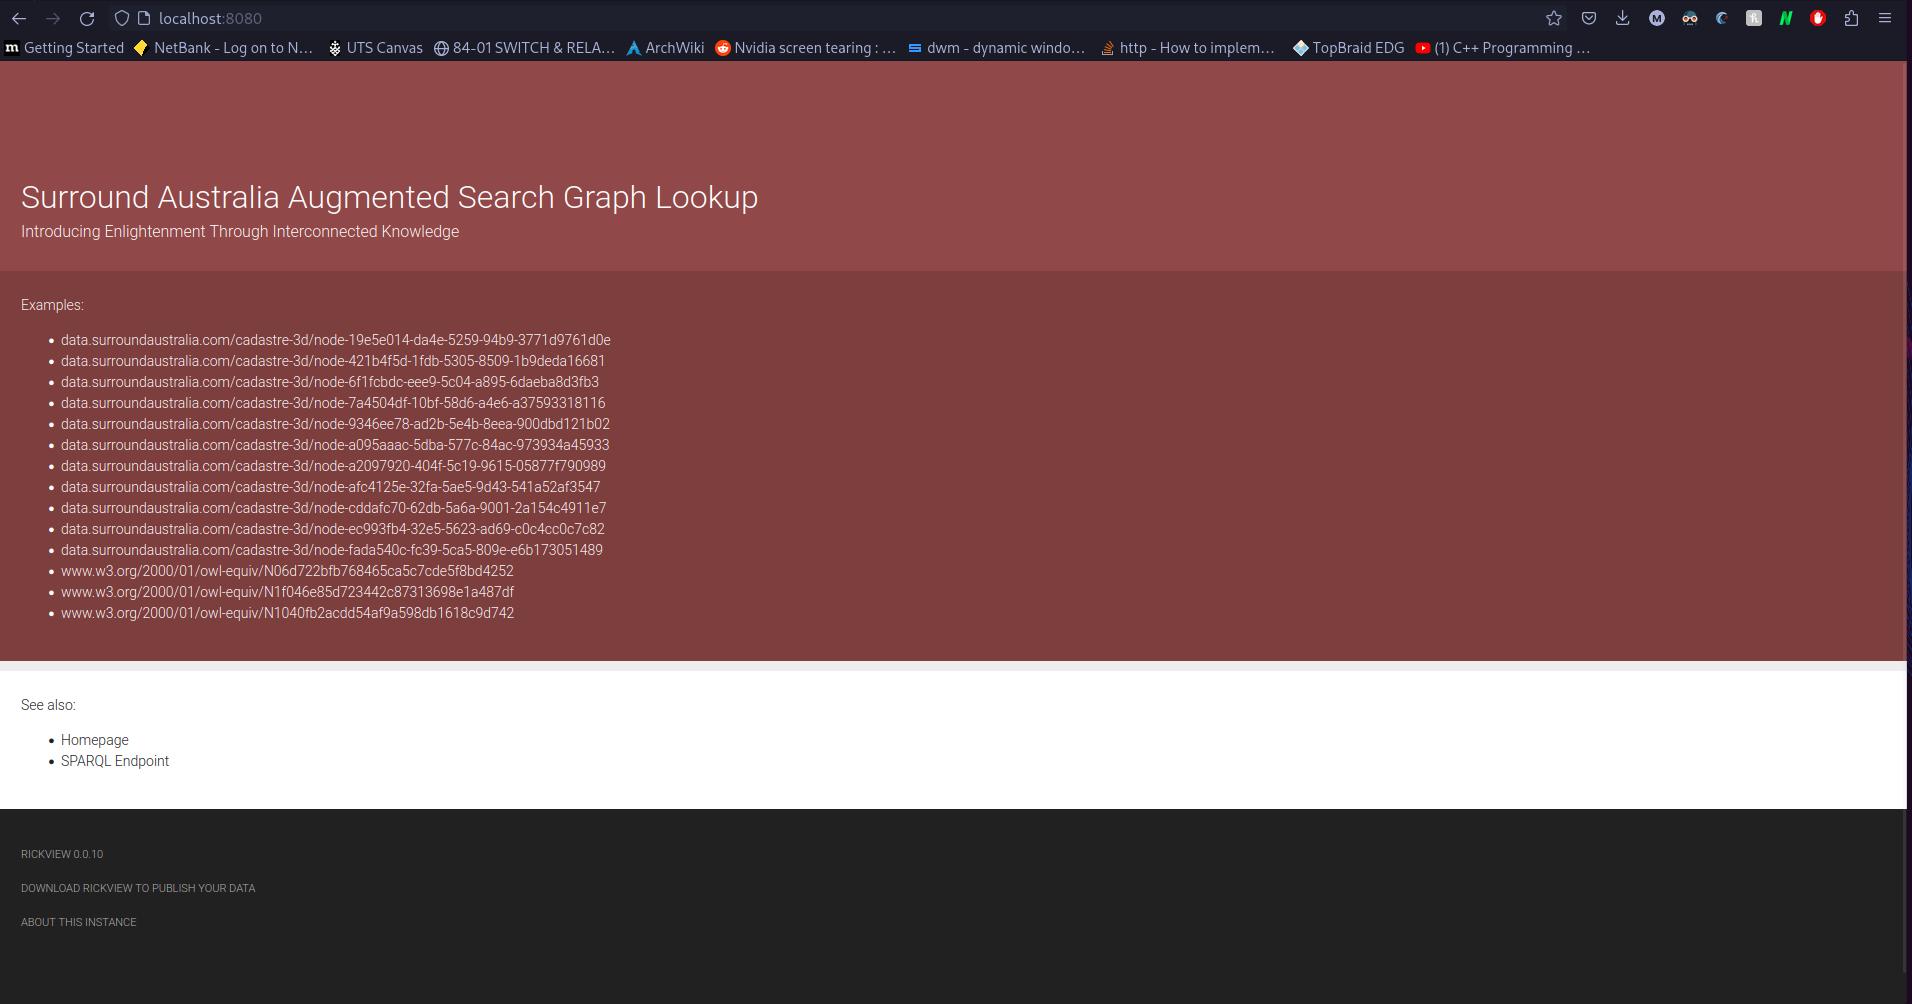 localhost:8080
Getting Started NetBank - Log on to N... UTS Canvas 84-01 SWITCH & RELA... ArchWiki Nvidia screen tearing : ... dwm - dynamic windo... http - How to implem... TopBraid EDG (1) C++ Programming ...
Surround Australia Augmented Search Graph Lookup
Introducing Enlightenment Through Interconnected Knowledge
Examples:
• data.surroundaustralia.com/cadastre-3d/node-19e5e014-da4e-5259-94b9-3771d9761d0e
• data.surroundaustralia.com/cadastre-3d/node-421b4f5d-1fdb-5305-8509-1b9deda16681
• data.surroundaustralia.com/cadastre-3d/node-6f1fcbdc-eee9-5c04-a895-6daeba8d3fb3
• data.surroundaustralia.com/cadastre-3d/node-7a4504df-10bf-58d6-a4e6-a37593318116
• data.surroundaustralia.com/cadastre-3d/node-9346ee78-ad2b-5e4b-8eea-900dbd121b02
• data.surroundaustralia.com/cadastre-3d/node-a095aaac-5dba-577c-84ac-973934a45933
• data.surroundaustralia.com/cadastre-3d/node-a2097920-404f-5c19-9615-05877f790989
• data.surroundaustralia.com/cadastre-3d/node-afc4125e-32fa-5ae5-9d43-541a52af3547
• data.surroundaustralia.com/cadastre-3d/node-cddafc70-62db-5a6a-9001-2a154c4911e7
• data.surroundaustralia.com/cadastre-3d/node-ec993fb4-32e5-5623-ad69-c0c4cc0c7c82
• data.surroundaustralia.com/cadastre-3d/node-fada540c-fc39-5ca5-809e-e6b173051489
• www.w3.org/2000/01/owl-equiv/N06d722bfb768465ca5c7cde5f8bd4252
• www.w3.org/2000/01/owl-equiv/N1f046e85d723442c87313698e1a487df
• www.w3.org/2000/01/owl-equiv/N1040fb2acdd54af9a598db1618c9d742
See also:
• Homepage
• SPARQL Endpoint
RICKVIEW 0.0.10
DOWNLOAD RICKVIEW TO PUBLISH YOUR DATA
ABOUT THIS INSTANCE